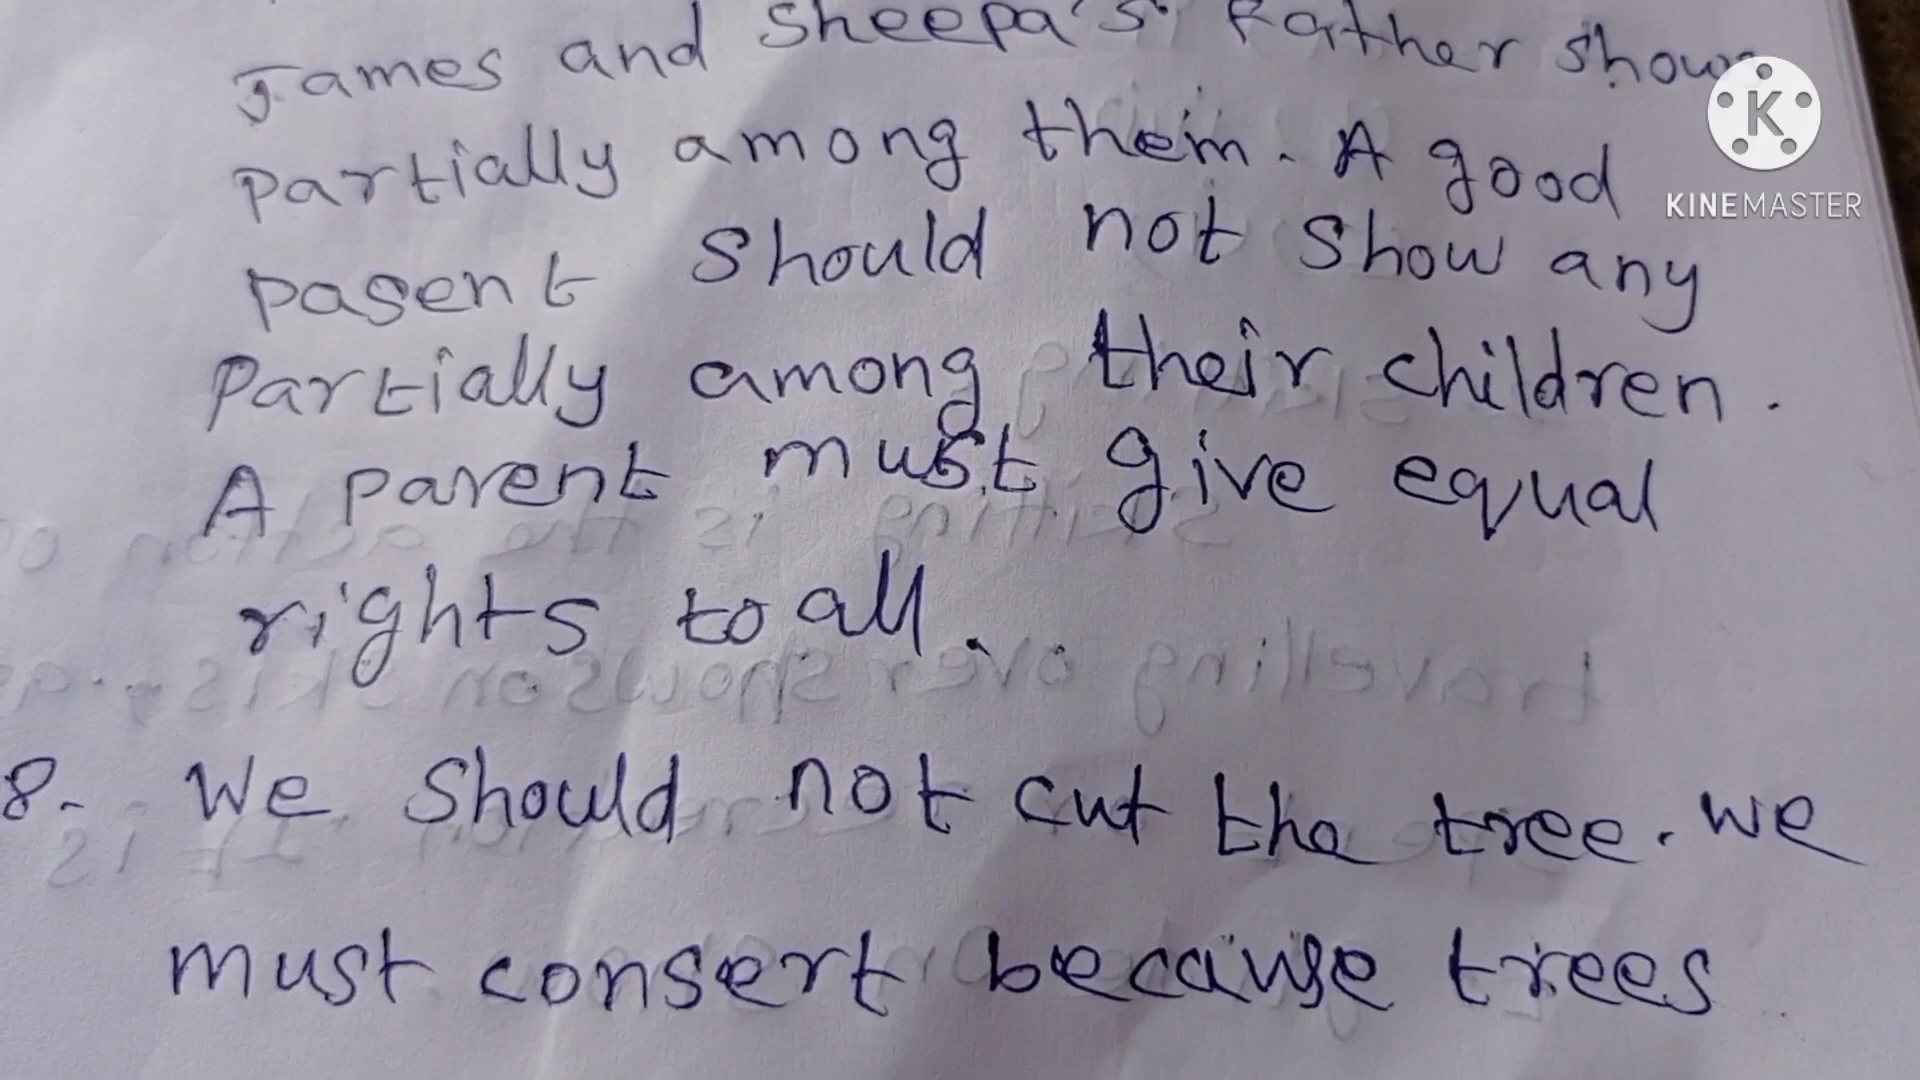 James and Sheepa's Father shows
partially among them. A good
pasent should not show any
Partially among their children.
A parent must give equal
rights to all.
8. We should not cut the tree. We
must consert because trees
K
KINEMASTER